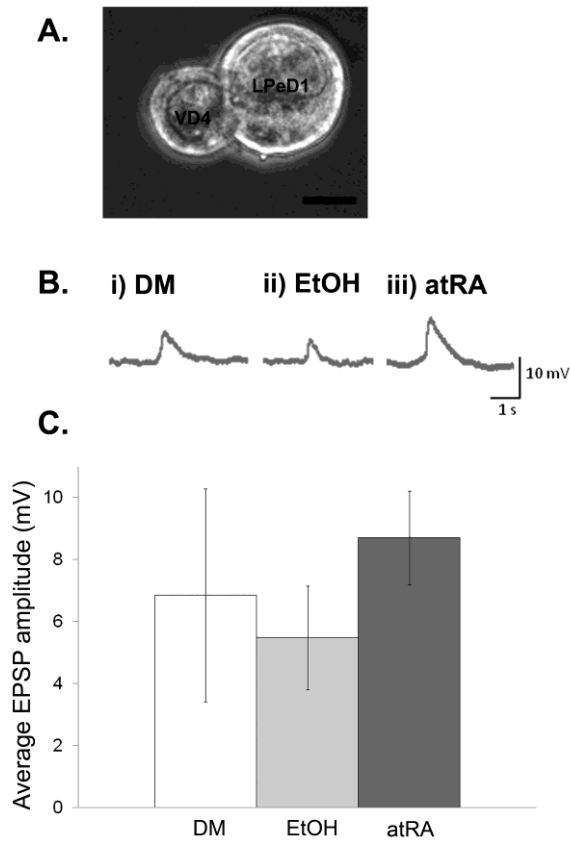 A.
VD4
LPeD1
B.
i) DM
ii) EtOH
iii) atRA
10 mV
1 s
C.
Average EPSP amplitude (mV)
10
8
6
4
2
0
DM
EtOH
atRA